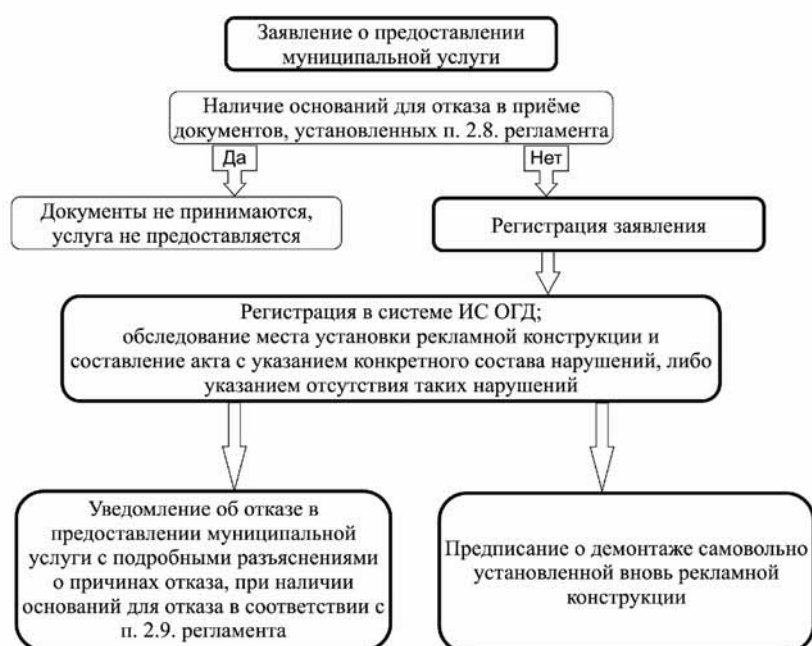 Заявление о предоставлении
муниципальной услуги
Наличие оснований для отказа в приёме
документов, установленных п. 2.8. регламента
Да
Нет
Документы не принимаются,
услуга не предоставляется
Регистрация заявления
Регистрация в системе ИС ОГД;
обследование места установки рекламной конструкции и
составление акта с указанием конкретного состава нарушений, либо
указанием отсутствия таких нарушений
Уведомление об отказе в
предоставлении муниципальной
услуги с подробными разъяснениями
о причинах отказа, при наличии
оснований для отказа в соответствии с
п. 2.9. регламента
Предписание о демонтаже самовольно
установленной вновь рекламной
конструкции